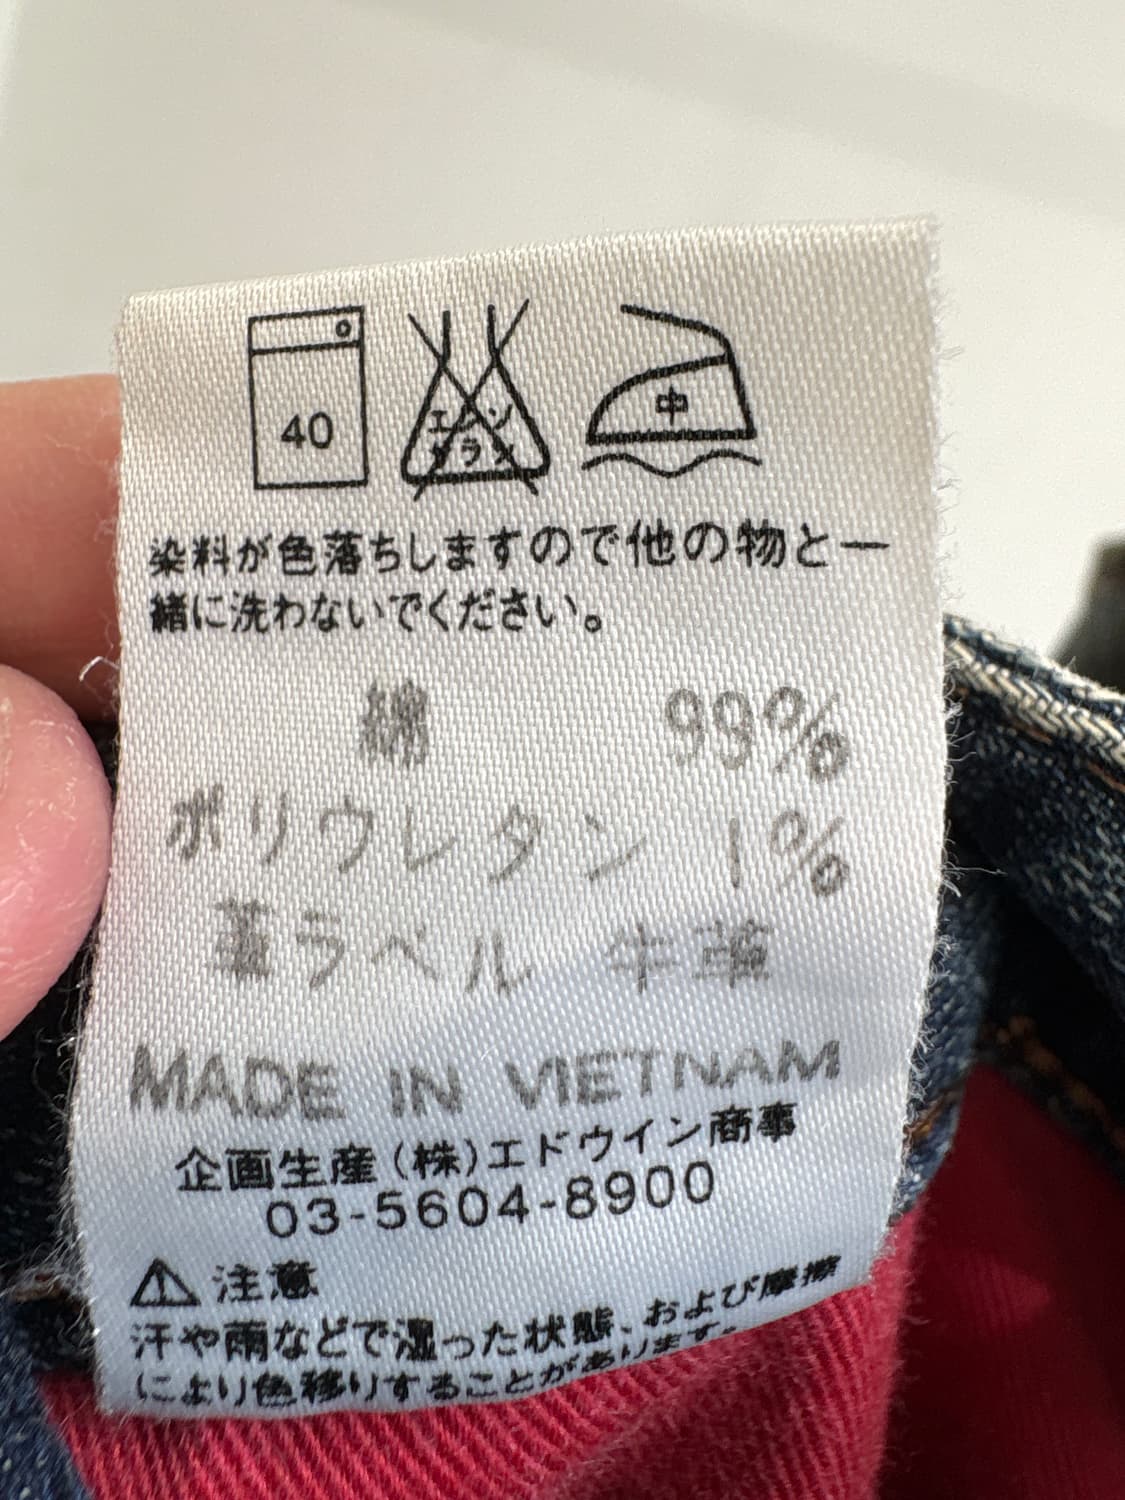 40
エンソ
サラシ
中
染料が色落ちしますので他の物と一
緒に洗わないでください。
綿 99%
ポリウレタン 1%
革ラベル 牛革
MADE IN VIETNAM
企画生産(株)エドウイン商事
03-5604-8900
⚠注意
汗や雨などで湿った状態、および摩擦
により色移りすることがあります。